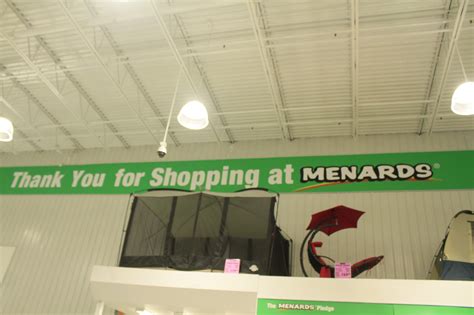 Thank You for Shopping at MENARDS®
The MENARDS Pledge